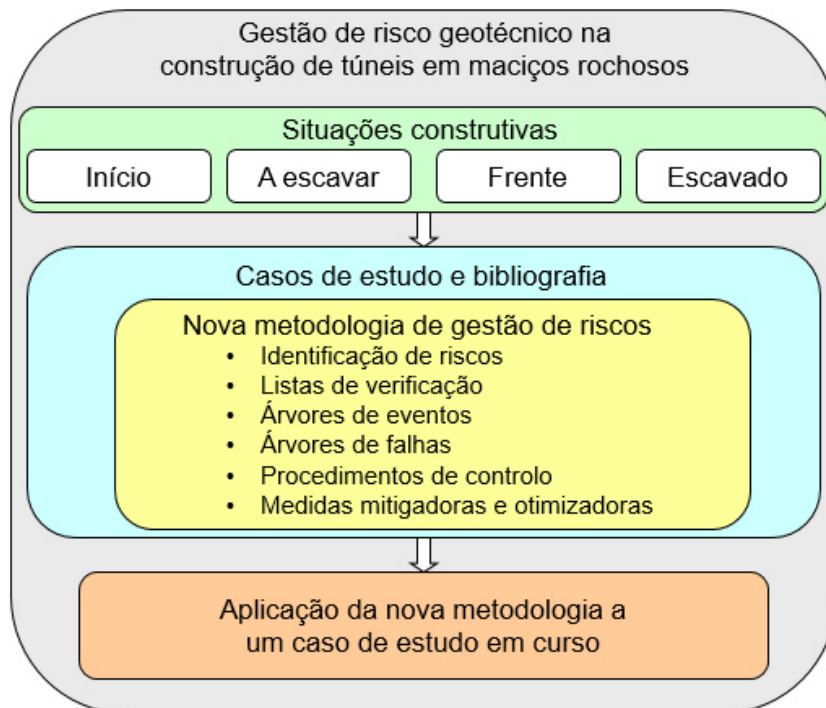 Gestão de risco geotécnico na
construção de túneis em maciços rochosos
Situações construtivas
Início
A escavar
Frente
Escavado
Casos de estudo e bibliografia
Nova metodologia de gestão de riscos
• Identificação de riscos
• Listas de verificação
• Árvores de eventos
• Árvores de falhas
• Procedimentos de controlo
• Medidas mitigadoras e otimizadoras
Aplicação da nova metodologia a
um caso de estudo em curso